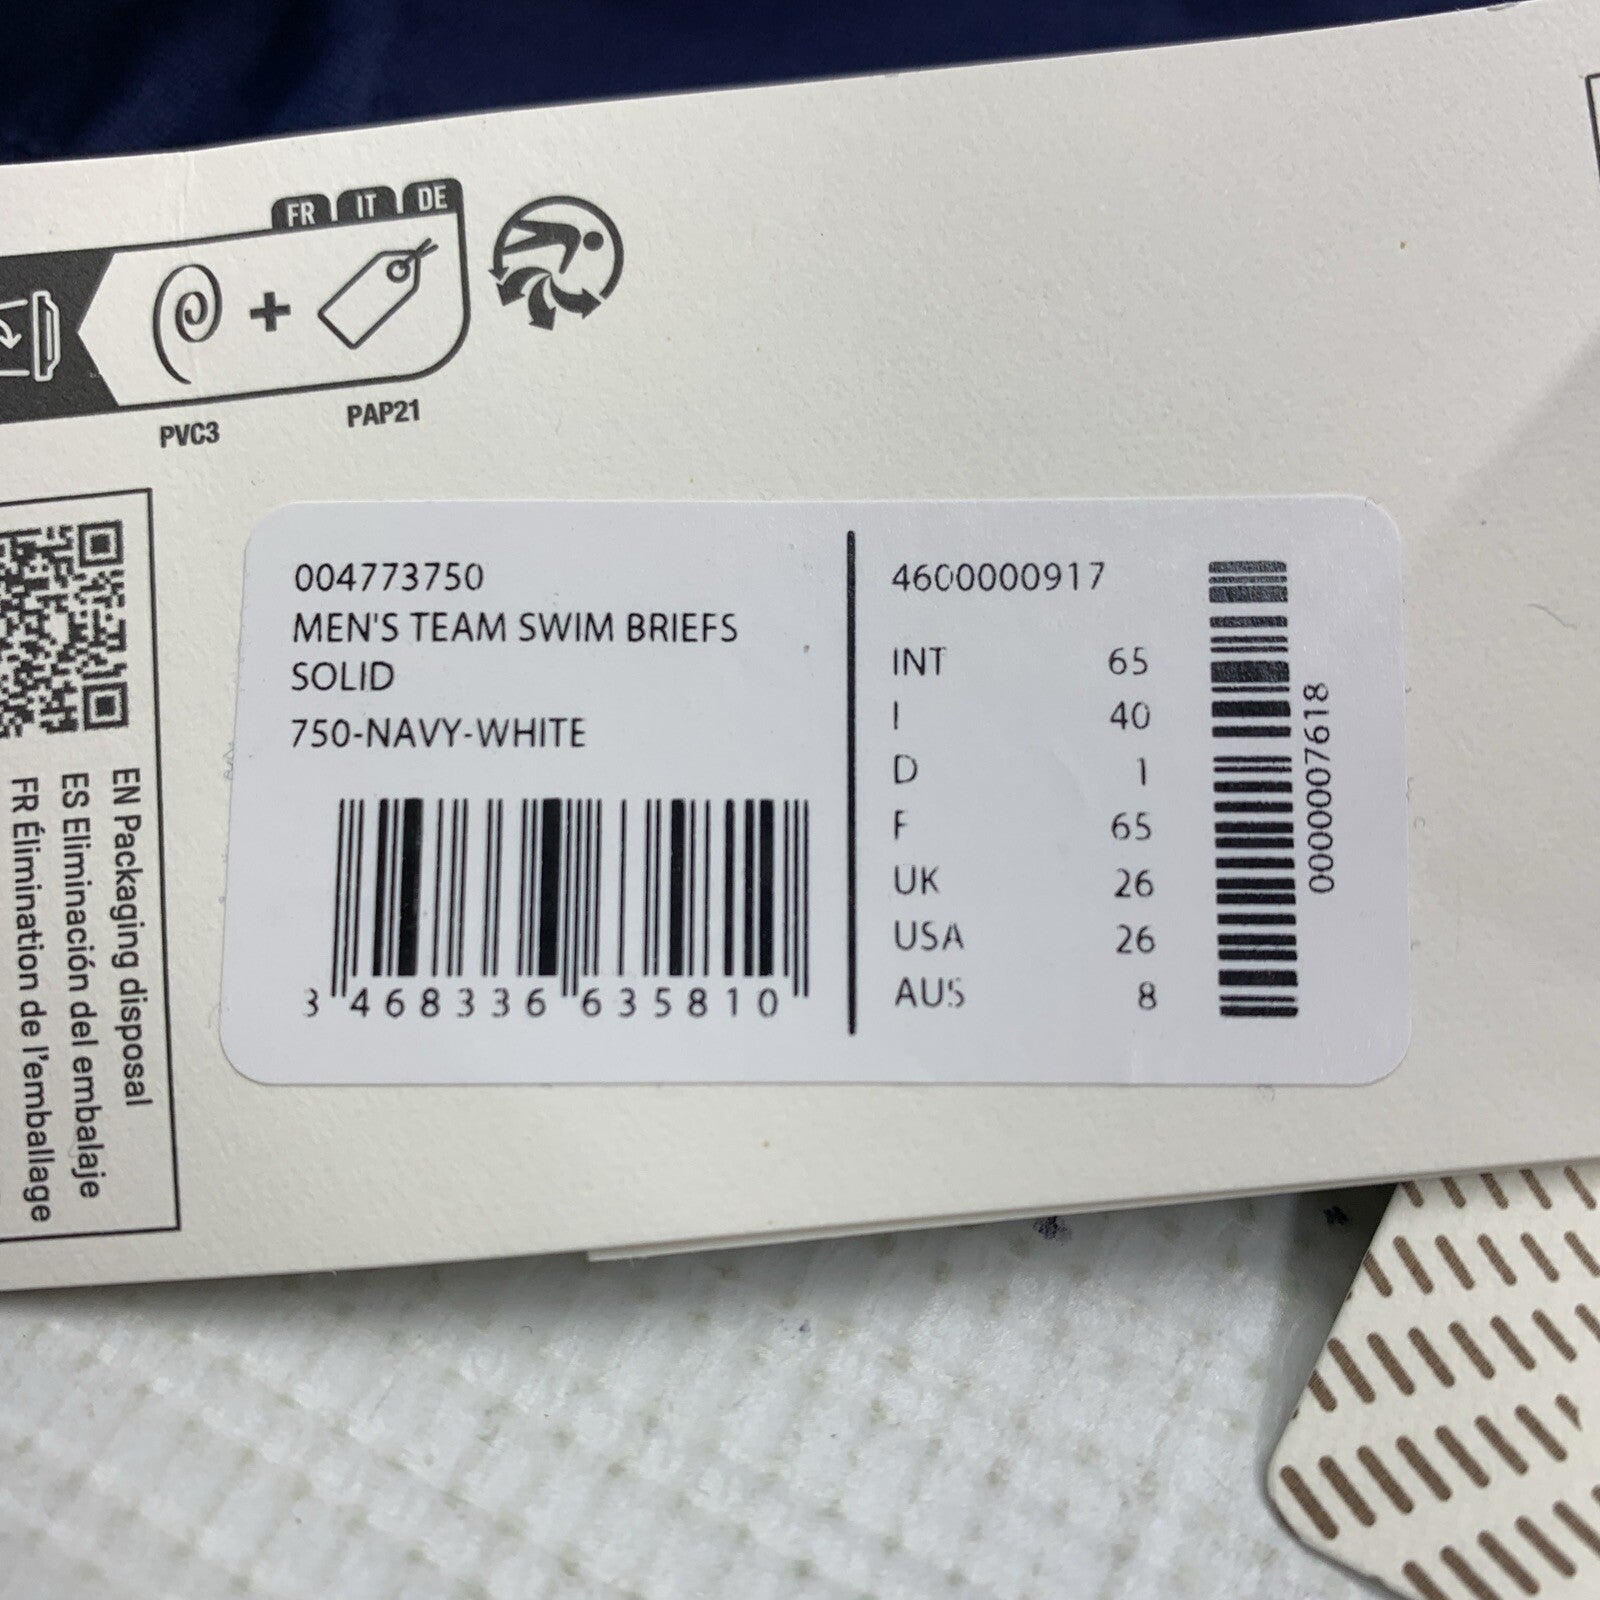 FR IT DE
PVC3
PAP21
EN Packaging disposal
ES Eliminación del embalaje
FR Élimination de l'emballage
004773750
MEN'S TEAM SWIM BRIEFS
SOLID
750-NAVY-WHITE
3 468336 635810
4600000917
INT 65
I 40
D 1
F 65
UK 26
USA 26
AUS 8
000007618